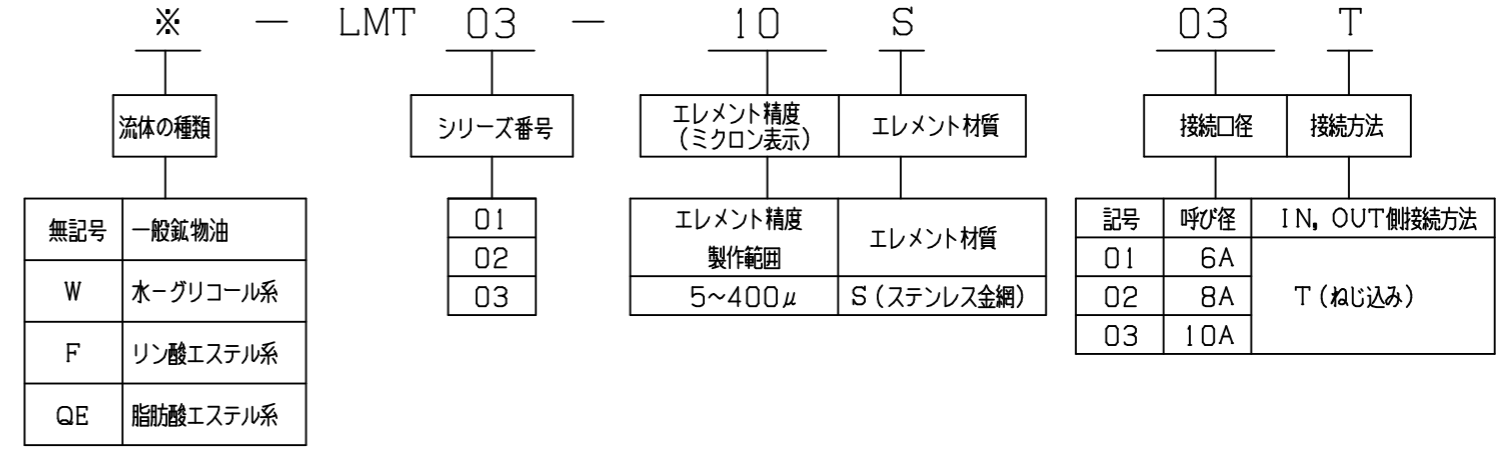 ※ － LMT 03 － 10 S 03 T
流体の種類 シリーズ番号 エレメント精度 エレメント材質 接続口径 接続方法
(ミクロン表示)
無記号 一般鉱物油 01 エレメント精度 エレメント材質 記号 呼び径 IN, OUT側接続方法
W 水－グリコール系 02 製作範囲 01 6A T(ねじ込み)
F リン酸エステル系 03 5~400μ S(ステンレス金網) 02 8A
QE 脂肪酸エステル系 03 10A